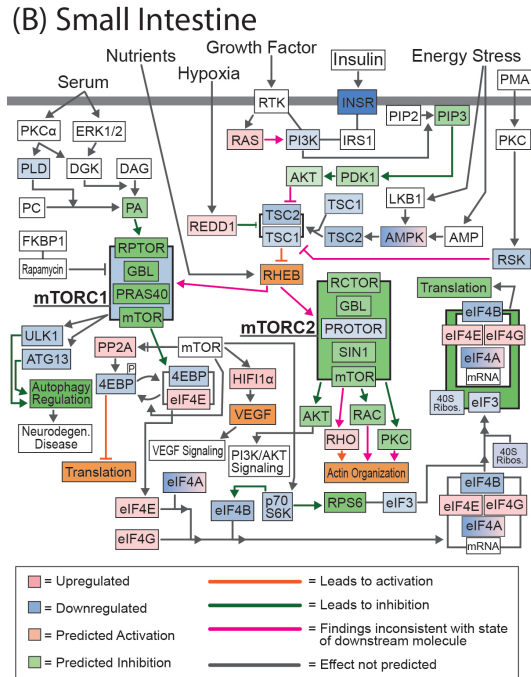 (B) Small Intestine
Nutrients
Growth Factor
Insulin
Energy Stress
Serum
Hypoxia
PMA
PKCα
ERK1/2
RTK
INSR
PIP2
PIP3
PKC
RAS
PI3K
IRS1
PLD
DGK
DAG
AKT
PDK1
LKB1
PC
PA
REDD1
TSC2
TSC1
TSC1
TSC2
AMPK
AMP
RSK
FKBP1
Rapamycin
RPTOR
GBL
PRAS40
mTOR
mTORC1
RHEB
RCTOR
GBL
PROTOR
SIN1
mTOR
mTORC2
Translation
eIF4B
eIF4E
eIF4G
eIF4A
mRNA
40S
Ribos.
eIF3
ULK1
ATG13
PP2A
mTOR
P
4EBP
4EBP
eIF4E
HIFI1α
Autophagy
Regulation
Neurodegen.
Disease
VEGF
AKT
RAC
RHO
PKC
Translation
VEGF Signaling
PI3K/AKT
Signaling
Actin Organization
40S
Ribos.
eIF4A
eIF4E
eIF4G
eIF4B
p70
S6K
RPS6
eIF3
eIF4B
eIF4E
eIF4G
eIF4A
mRNA
= Upregulated
= Downregulated
= Predicted Activation
= Predicted Inhibition
= Leads to activation
= Leads to inhibition
= Findings inconsistent with state
of downstream molecule
= Effect not predicted